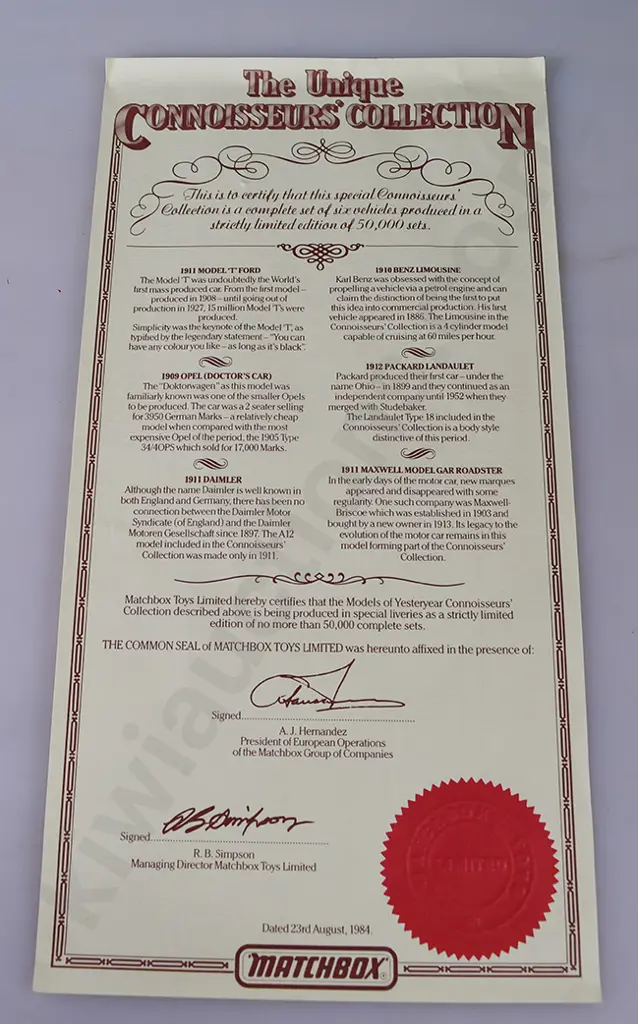 The Unique
CONNOISSEURS' COLLECTION
This is to certify that this special Connoisseurs'
Collection is a complete set of six vehicles produced in a
strictly limited edition of 50,000 sets.
1911 MODEL 'T' FORD
The Model 'T' was undoubtedly the World's
first mass produced car. From the first model –
produced in 1908 – until going out of
production in 1927, 15 million Model 'T's were
produced.
Simplicity was the keynote of the Model 'T', as
typified by the legendary statement – "You can
have any colour you like – as long as it's black".
1909 OPEL (DOCTOR'S CAR)
The "Doktorwagen" as this model was
familiarly known was one of the smaller Opels
to be produced. The car was a 2 seater selling
for 3950 German Marks – a relatively cheap
model when compared with the most
expensive Opel of the period, the 1905 Type
34/4OPS which sold for 17,000 Marks.
1911 DAIMLER
Although the name Daimler is well known in
both England and Germany, there has been no
connection between the Daimler Motor
Syndicate (of England) and the Daimler
Motoren Gesellschaft since 1897. The A12
model included in the Connoisseurs'
Collection was made only in 1911.
1910 BENZ LIMOUSINE
Karl Benz was obsessed with the concept of
propelling a vehicle via a petrol engine and can
claim the distinction of being the first to put
this idea into commercial production. His first
vehicle appeared in 1886. The Limousine in the
Connoisseurs' Collection is a 4 cylinder model
capable of cruising at 60 miles per hour.
1912 PACKARD LANDAULET
Packard produced their first car – under the
name Ohio – in 1899 and they continued as an
independent company until 1952 when they
merged with Studebaker.
The Landaulet Type 18 included in the
Connoisseurs' Collection is a body style
distinctive of this period.
1911 MAXWELL MODEL GAR ROADSTER
In the early days of the motor car, new marques
appeared and disappeared with some
regularity. One such company was Maxwell-
Briscoe which was established in 1903 and
bought by a new owner in 1913. Its legacy to the
evolution of the motor car remains in this
model forming part of the Connoisseurs'
Collection.
Matchbox Toys Limited hereby certifies that the Models of Yesteryear Connoisseurs'
Collection described above is being produced in special liveries as a strictly limited
edition of no more than 50,000 complete sets.
THE COMMON SEAL of MATCHBOX TOYS LIMITED was hereunto affixed in the presence of:
Signed
A. J. Hernandez
President of European Operations
of the Matchbox Group of Companies
Signed RB Simpson
R. B. Simpson
Managing Director Matchbox Toys Limited
Dated 23rd August, 1984.
"MATCHBOX"